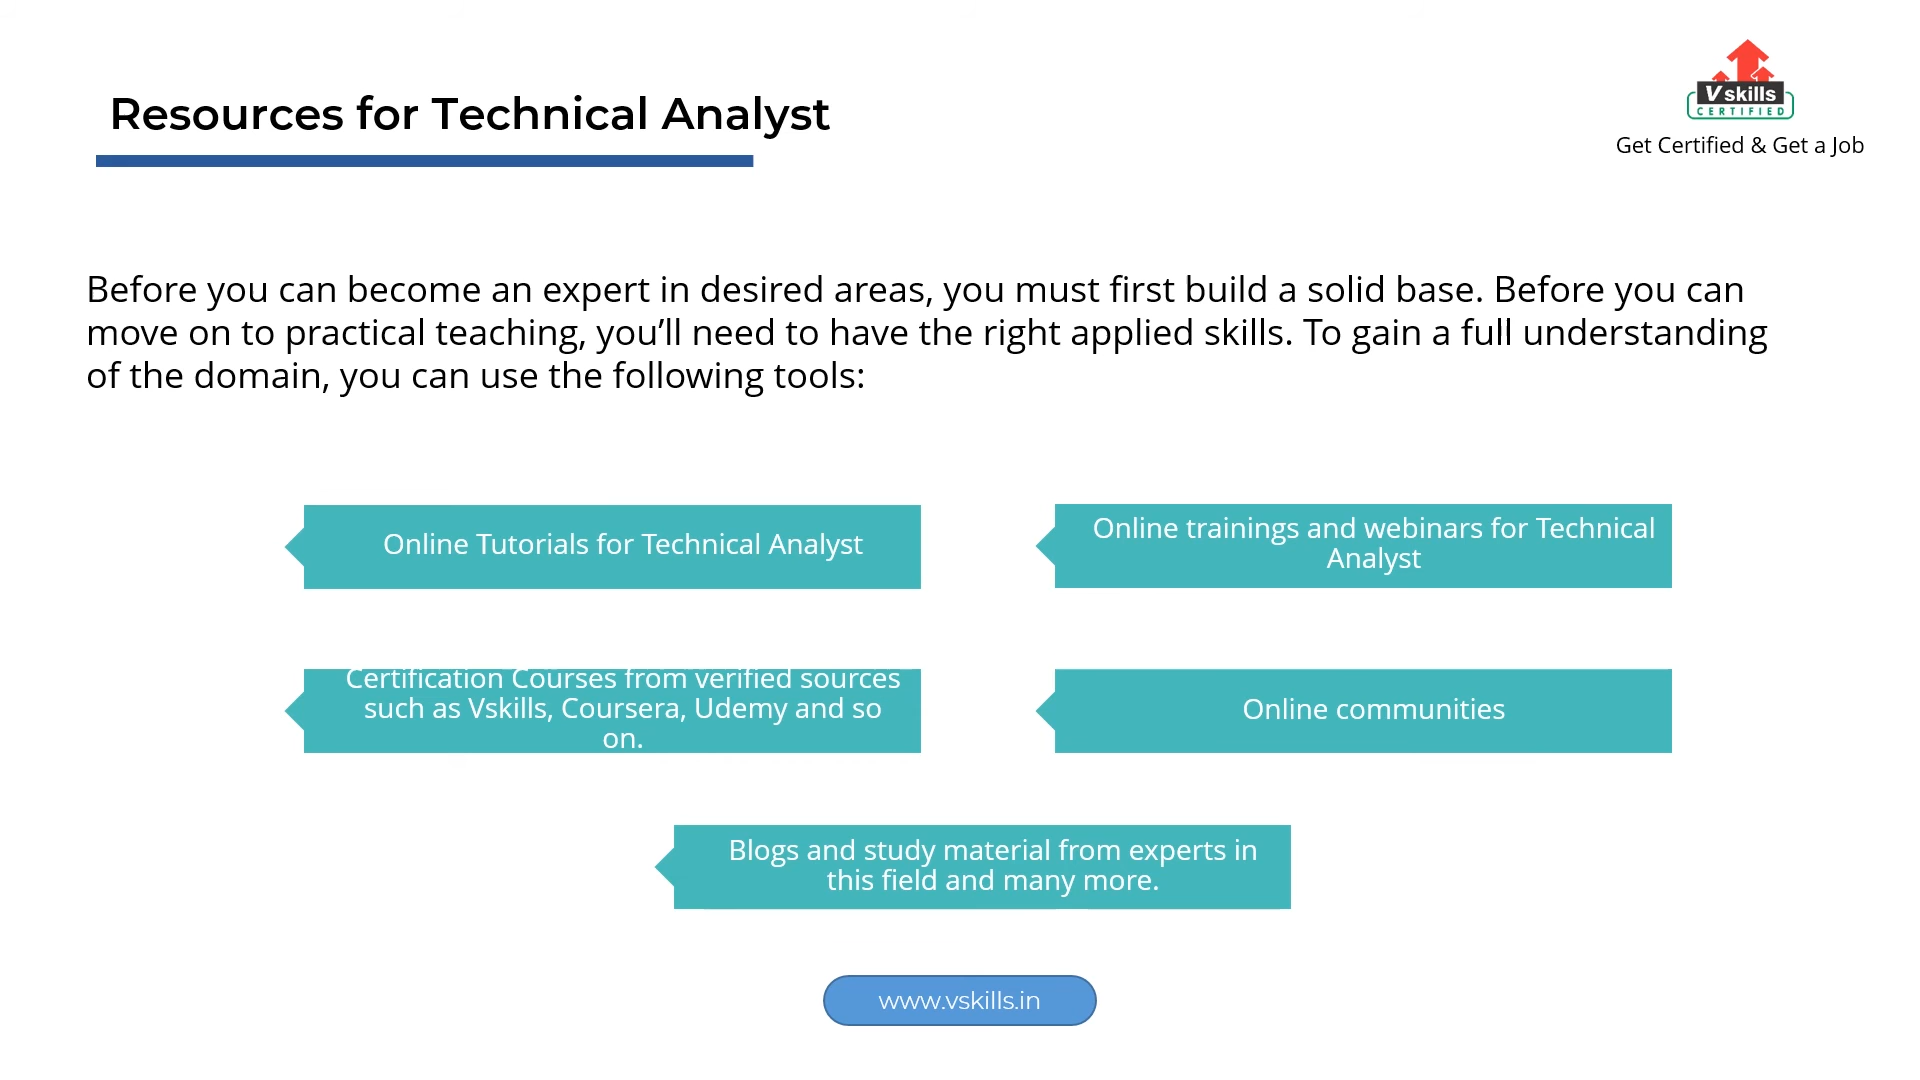 Resources for Technical Analyst
Vskills
CERTIFIED
Get Certified & Get a Job
Before you can become an expert in desired areas, you must first build a solid base. Before you can
move on to practical teaching, you’ll need to have the right applied skills. To gain a full understanding
of the domain, you can use the following tools:
Online Tutorials for Technical Analyst
Online trainings and webinars for Technical
Analyst
Certification Courses from verified sources
such as Vskills, Coursera, Udemy and so
on.
Online communities
Blogs and study material from experts in
this field and many more.
www.vskills.in